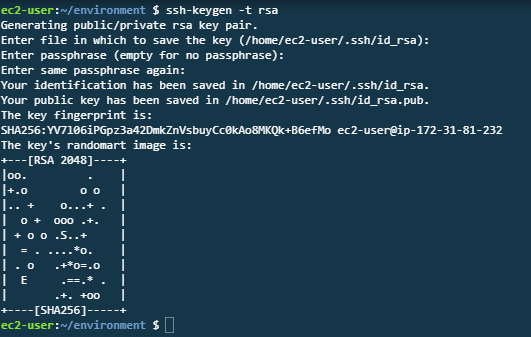 ec2-user:~/environment $ ssh-keygen -t rsa
Generating public/private rsa key pair.
Enter file in which to save the key (/home/ec2-user/.ssh/id_rsa):
Enter passphrase (empty for no passphrase):
Enter same passphrase again:
Your identification has been saved in /home/ec2-user/.ssh/id_rsa.
Your public key has been saved in /home/ec2-user/.ssh/id_rsa.pub.
The key fingerprint is:
SHA256:YV7l06iPGpz3a42DmkZnVsbuyCc0kAo8MKQk+B6efMo ec2-user@ip-172-31-81-232
The key's randomart image is:
+---[RSA 2048]----+
|oo.         .    |
|+.o        o o   |
|.. +    o...+ .  |
|  o +  ooo .+.   |
| + o o .S..+     |
|  = . ....*o.    |
| . o   .+*o=.o   |
|  E     .==.* .  |
|       .+. +oo   |
+----[SHA256]-----+
ec2-user:~/environment $